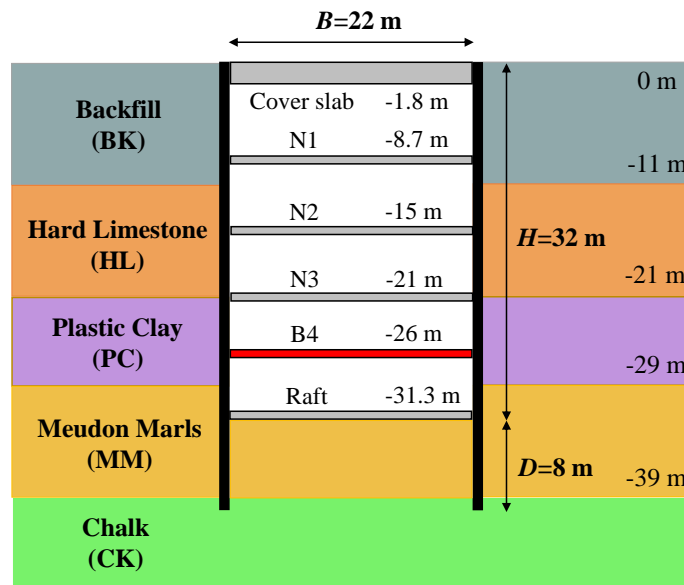 B=22 m
0 m
Cover slab -1.8 m
Backfill
(BK)
N1 -8.7 m
-11 m
N2 -15 m
Hard Limestone
(HL)
H=32 m
N3 -21 m
-21 m
Plastic Clay
(PC)
B4 -26 m
-29 m
Raft -31.3 m
Meudon Marls
(MM)
D=8 m
-39 m
Chalk
(CK)